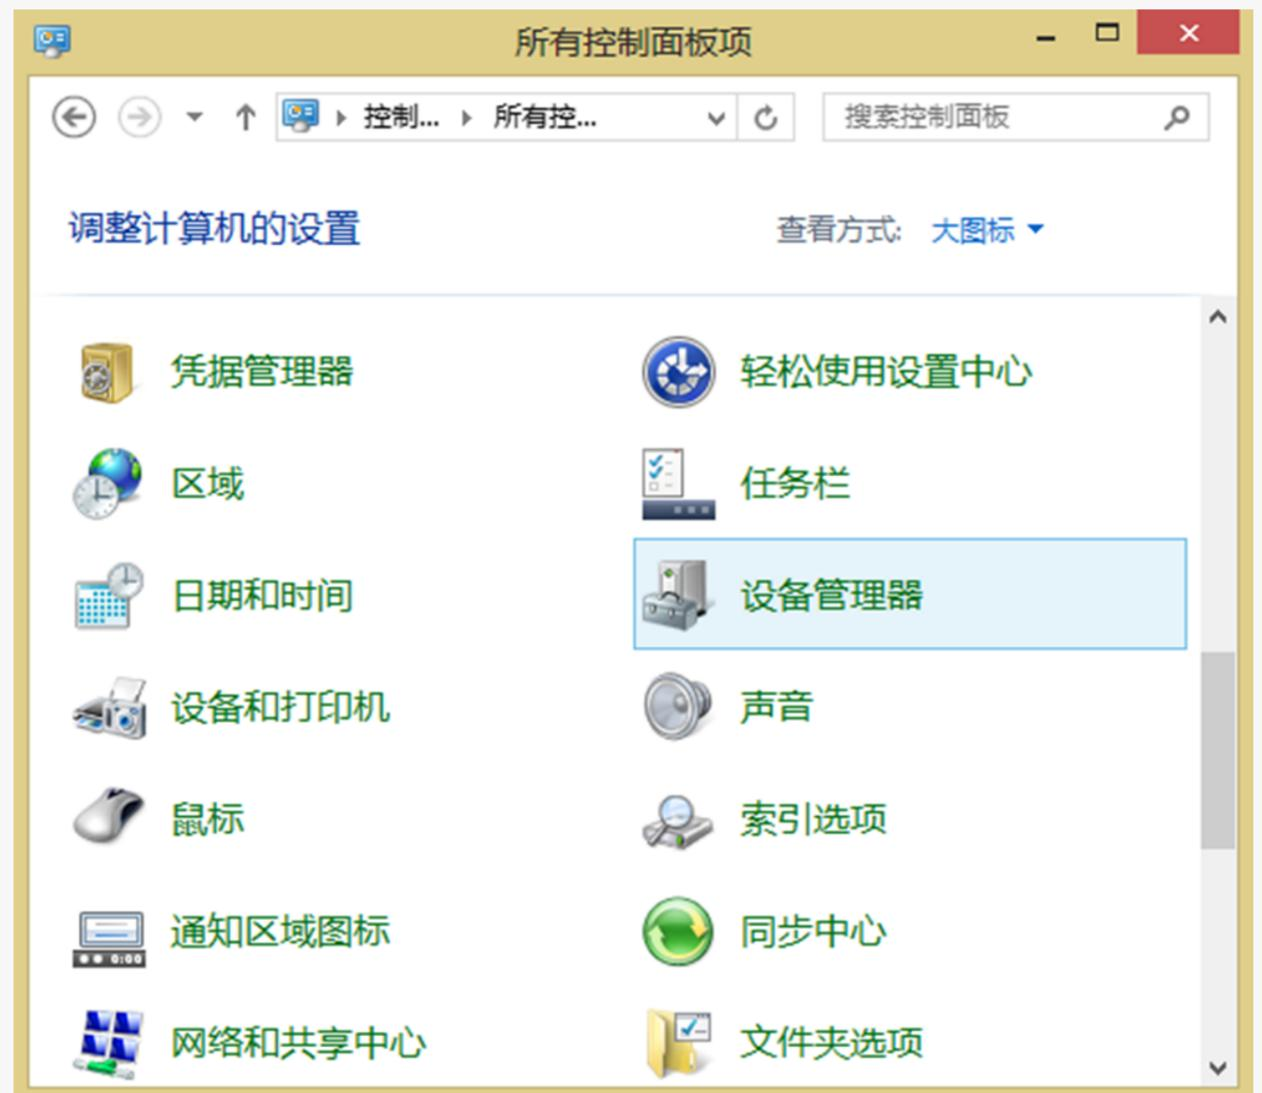 所有控制面板项
控制... 所有控... 搜索控制面板
调整计算机的设置 查看方式: 大图标
凭据管理器 轻松使用设置中心
区域 任务栏
日期和时间 设备管理器
设备和打印机 声音
鼠标 索引选项
通知区域图标 同步中心
0:00
网络和共享中心 文件夹选项